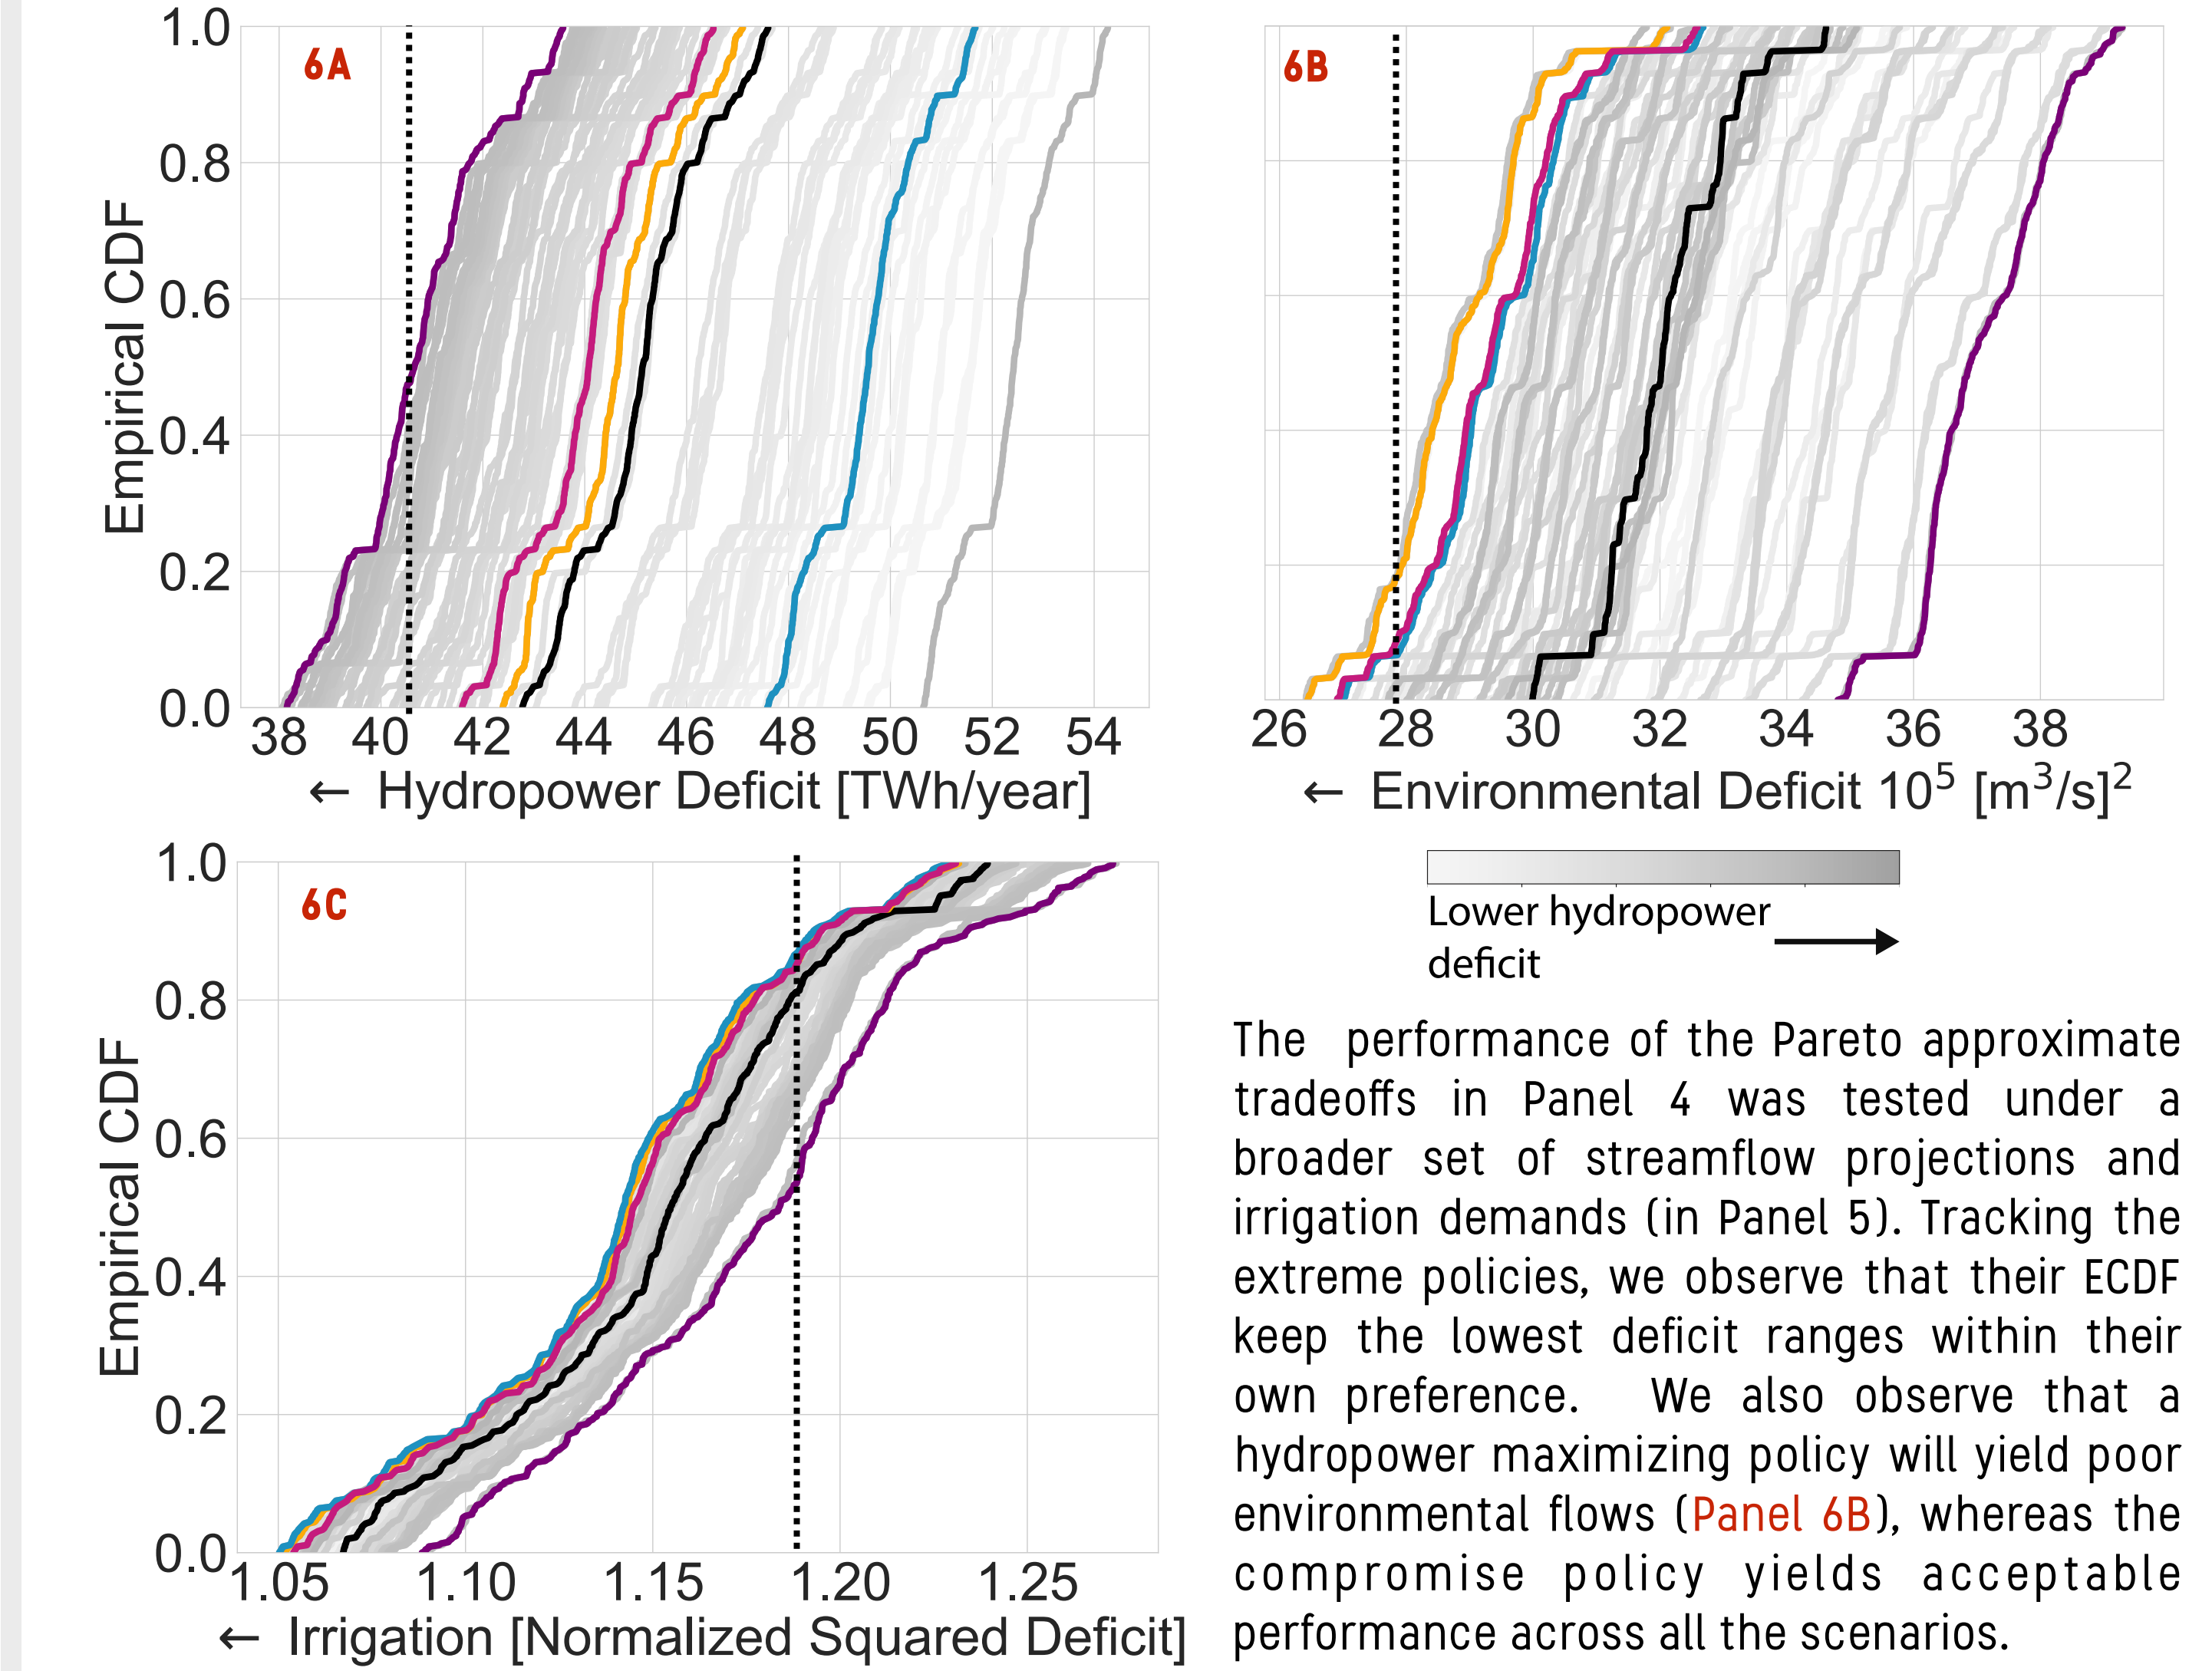 6A
1.0
0.8
0.6
0.4
0.2
0.0
Empirical CDF
38 40 42 44 46 48 50 52 54
← Hydropower Deficit [TWh/year]
6B
26 28 30 32 34 36 38
← Environmental Deficit 10⁵ [m³/s]²
6C
1.0
0.8
0.6
0.4
0.2
0.0
Empirical CDF
1.05 1.10 1.15 1.20 1.25
← Irrigation [Normalized Squared Deficit]
Lower hydropower
deficit
The performance of the Pareto approximate
tradeoffs in Panel 4 was tested under a
broader set of streamflow projections and
irrigation demands (in Panel 5). Tracking the
extreme policies, we observe that their ECDF
keep the lowest deficit ranges within their
own preference. We also observe that a
hydropower maximizing policy will yield poor
environmental flows (Panel 6B), whereas the
compromise policy yields acceptable
performance across all the scenarios.